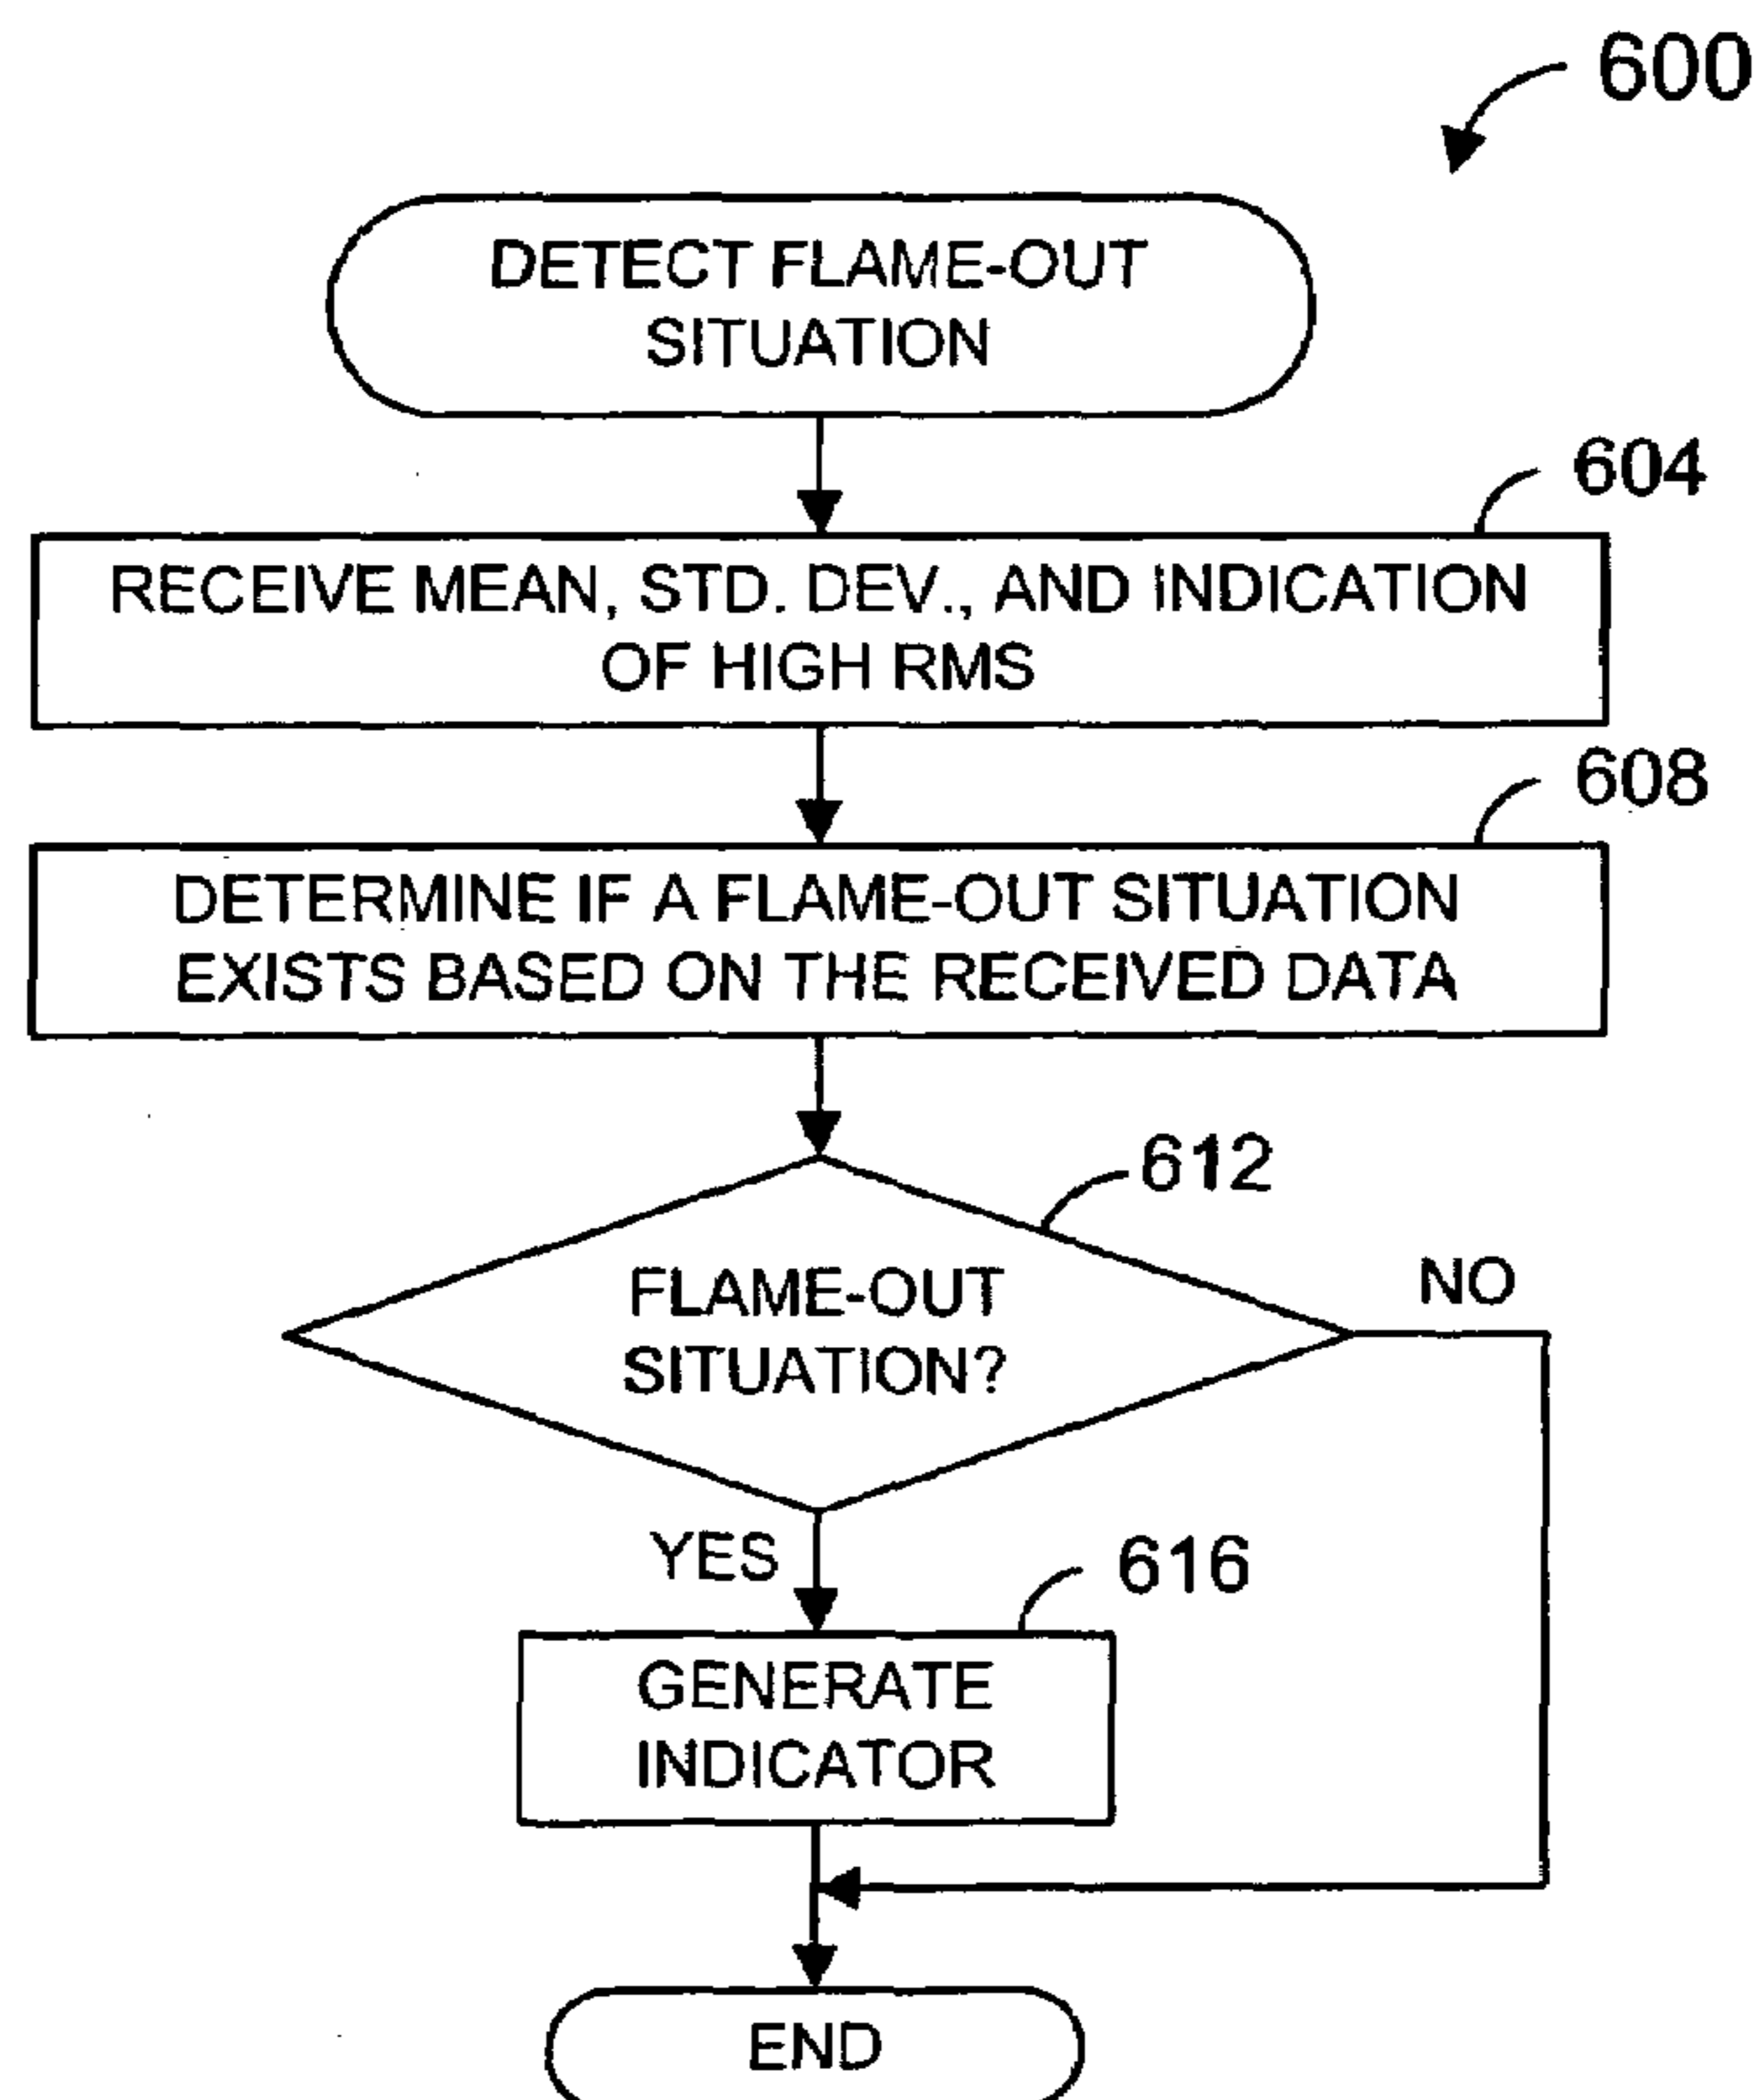 600
DETECT FLAME-OUT
SITUATION
604
RECEIVE MEAN, STD. DEV., AND INDICATION
OF HIGH RMS
608
DETERMINE IF A FLAME-OUT SITUATION
EXISTS BASED ON THE RECEIVED DATA
612
NO
FLAME-OUT
SITUATION?
YES
616
GENERATE
INDICATOR
END